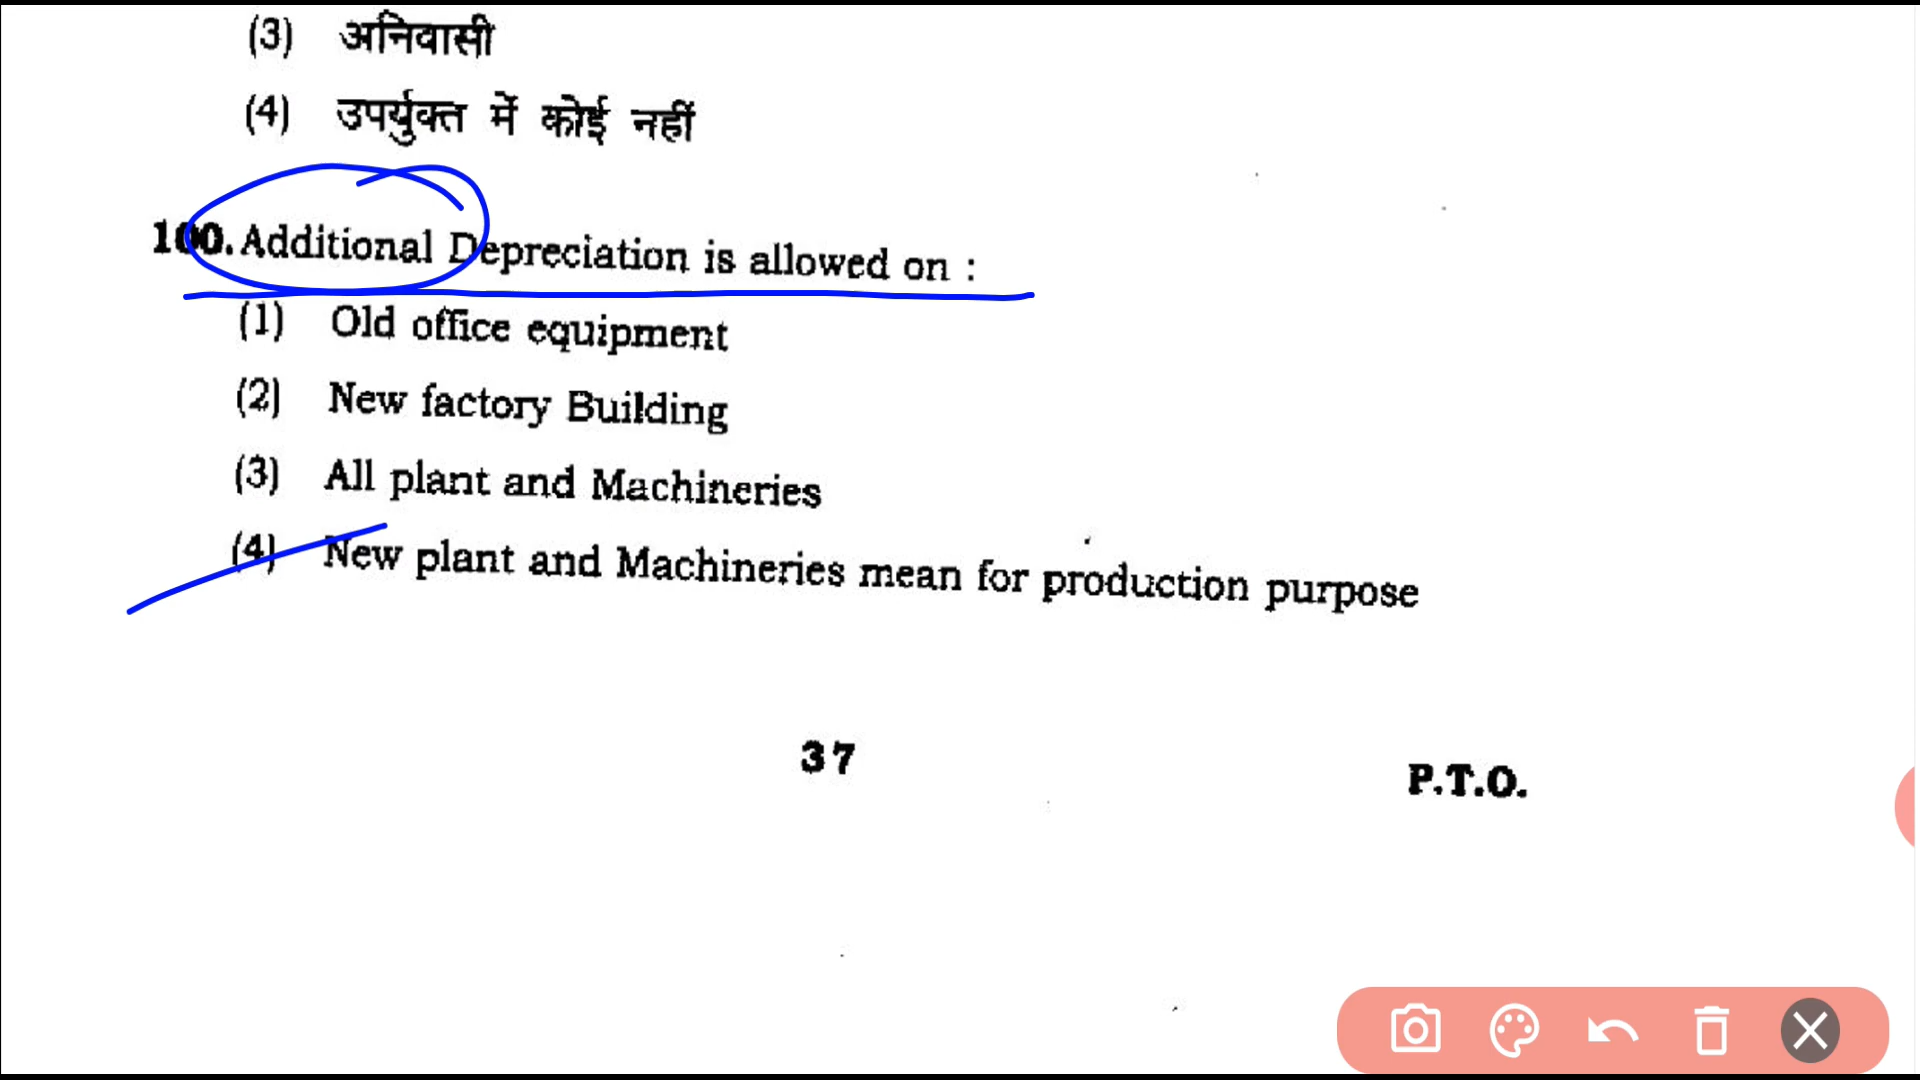 (3) अनिवासी
(4) उपर्युक्त में कोई नहीं
100. Additional Depreciation is allowed on :
(1) Old office equipment
(2) New factory Building
(3) All plant and Machineries
(4) New plant and Machineries mean for production purpose
37
P.T.O.